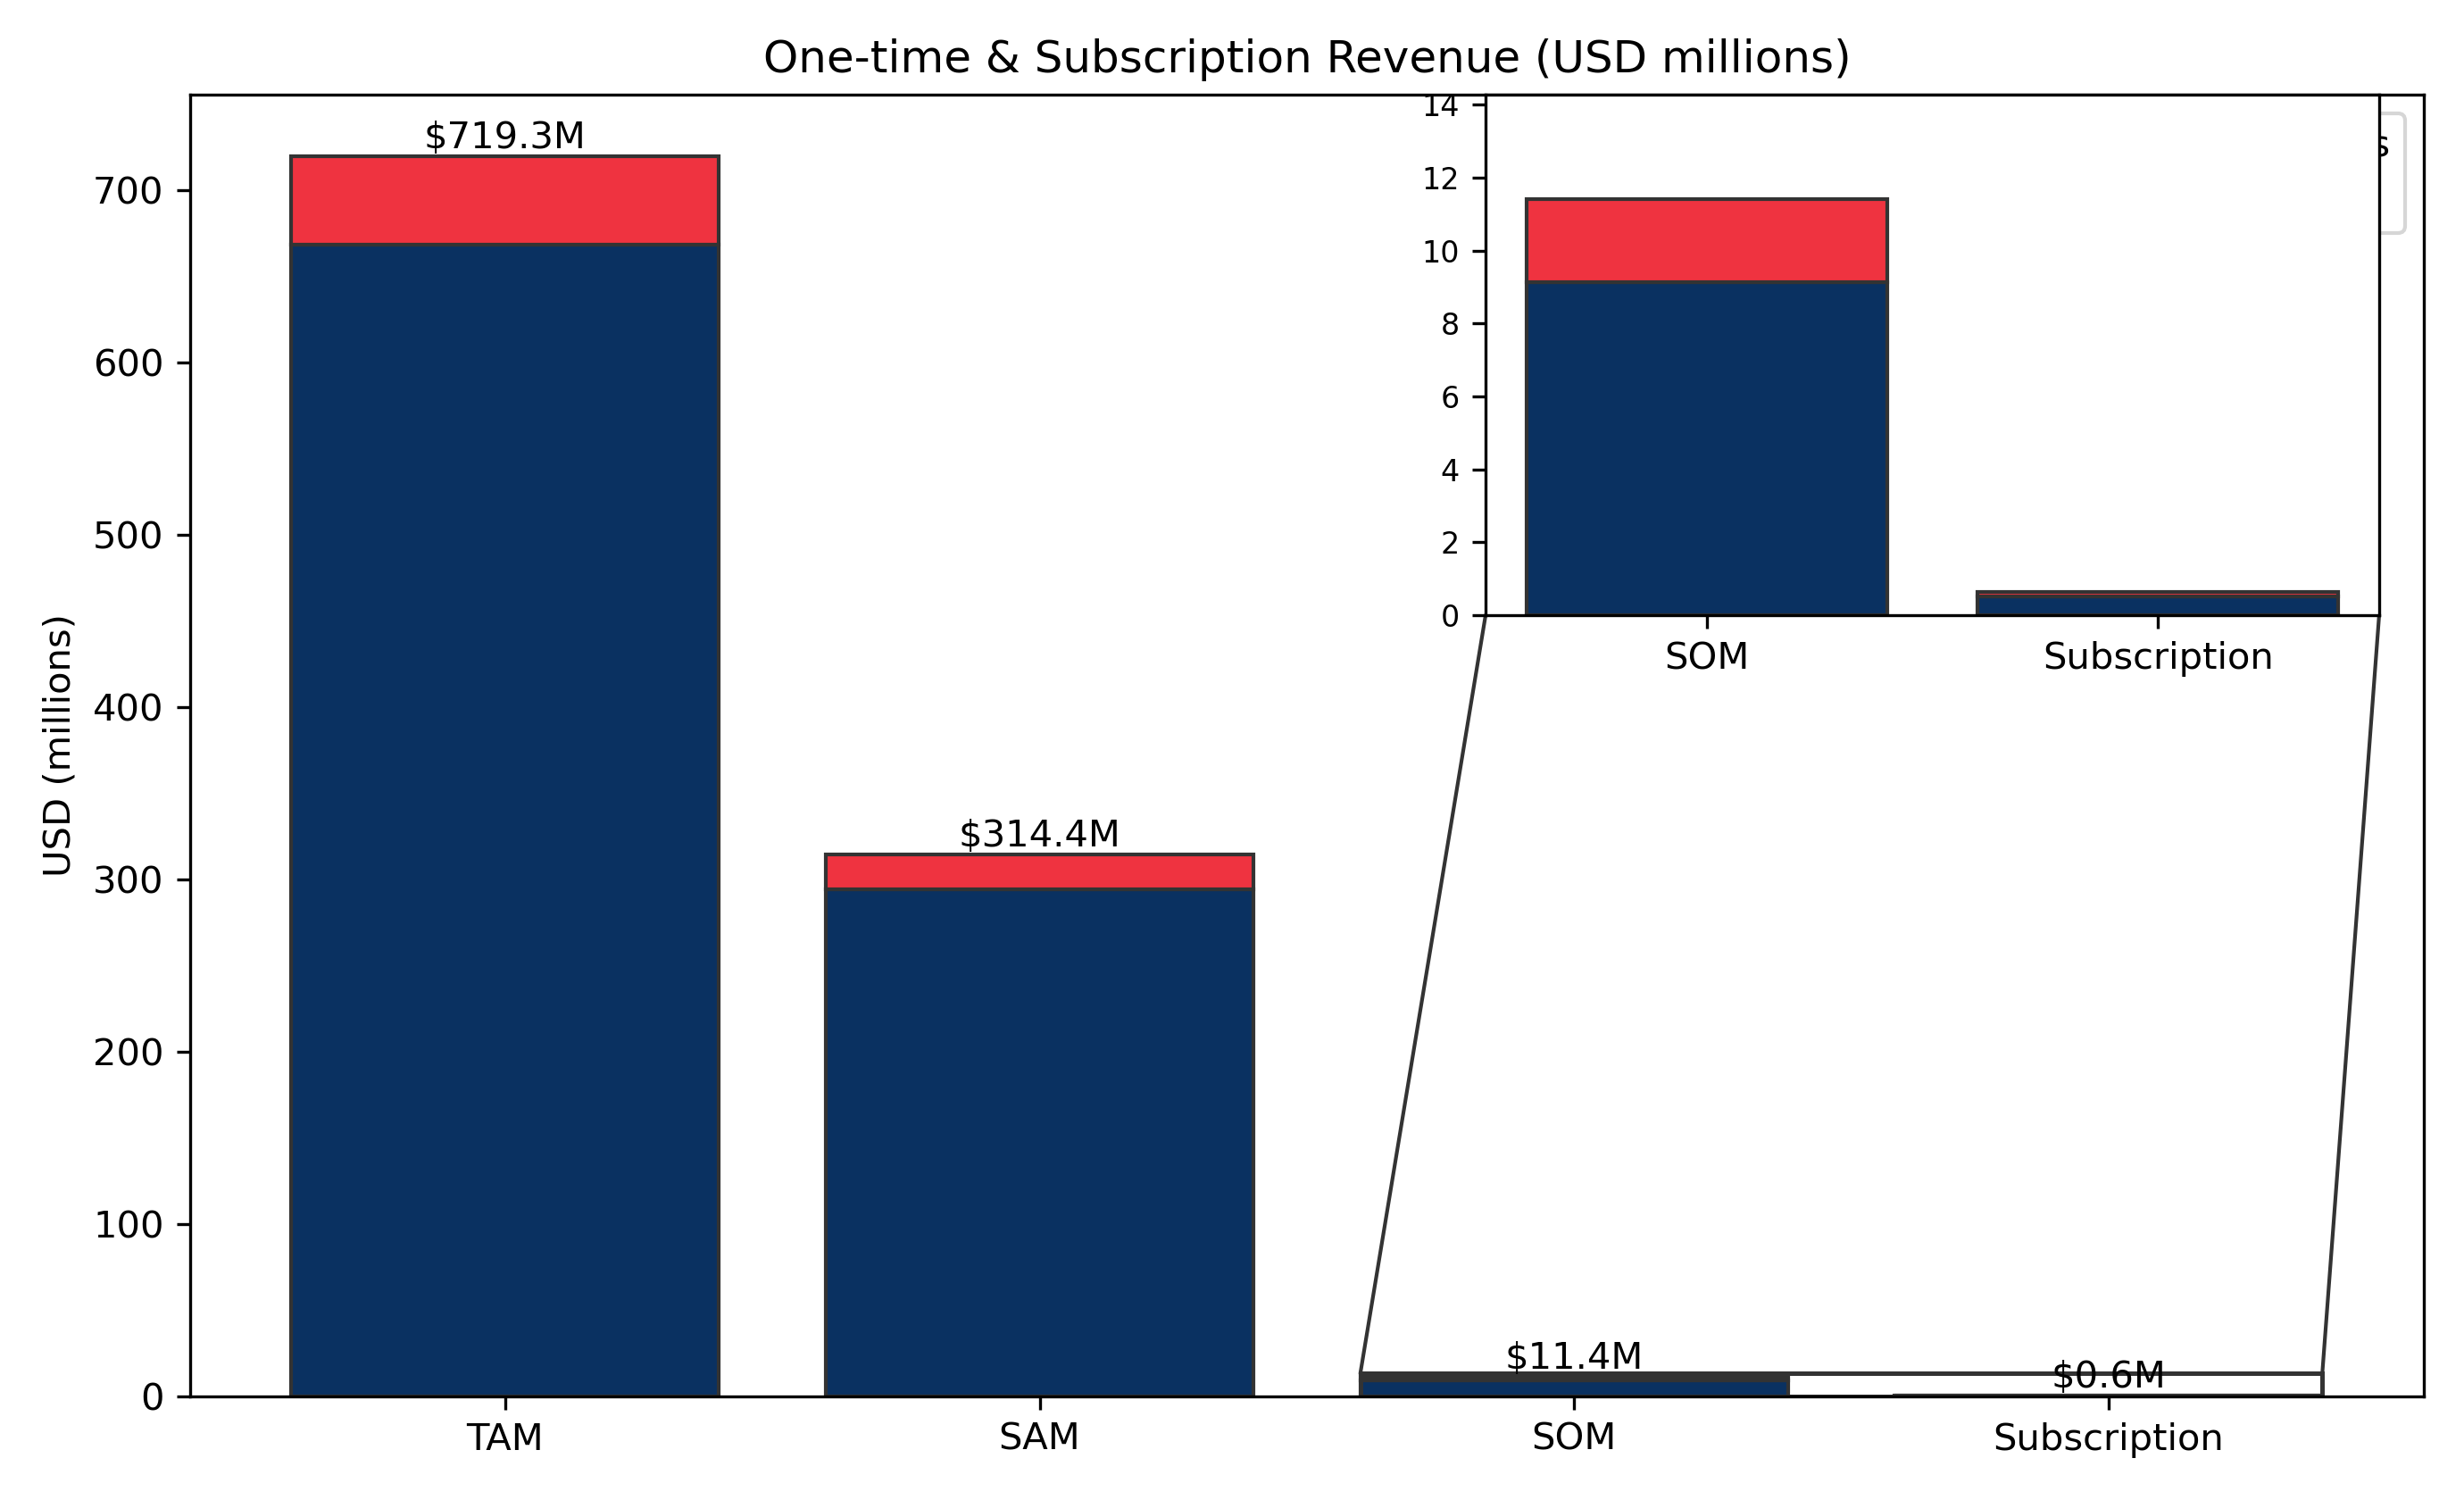 One-time & Subscription Revenue (USD millions)
$719.3M
$314.4M
$11.4M
$0.6M
USD (millions)
700
600
500
400
300
200
100
0
TAM
SAM
SOM
Subscription
14
12
10
8
6
4
2
0
SOM
Subscription